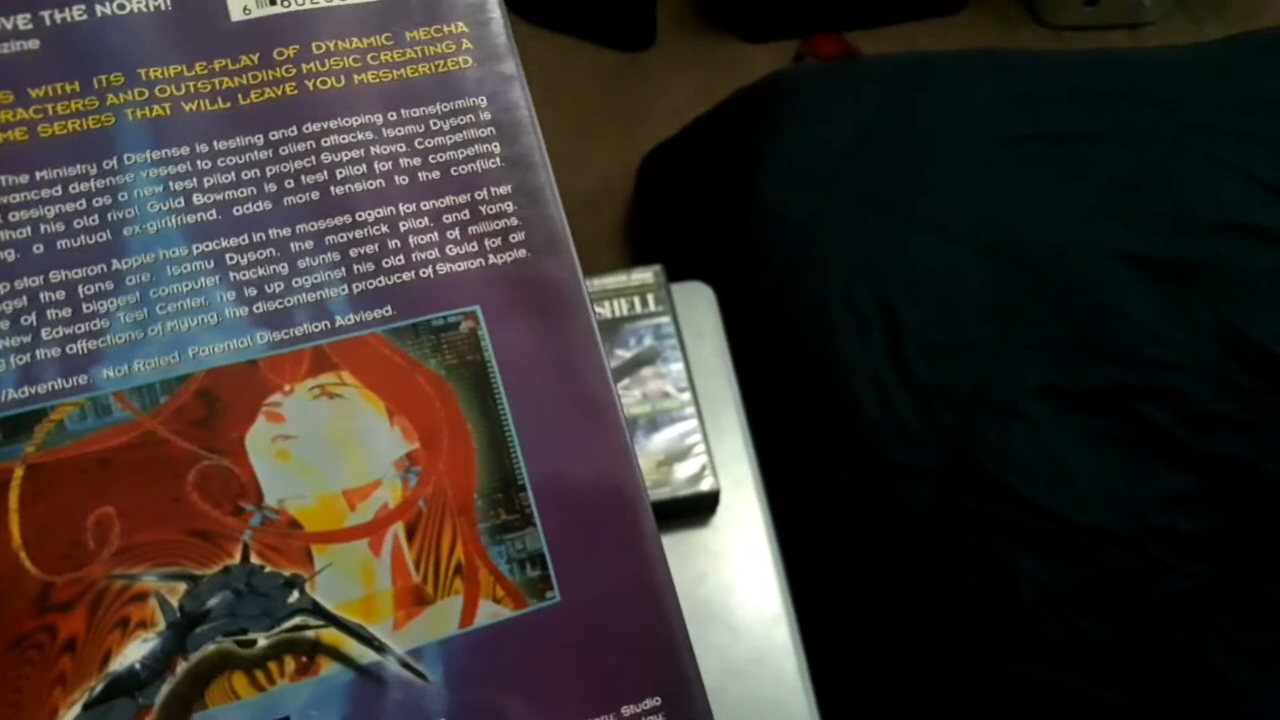 OVE THE NORM!
zine
S WITH ITS TRIPLE-PLAY OF DYNAMIC MECHA
RACTERS AND OUTSTANDING MUSIC CREATING A
ME SERIES THAT WILL LEAVE YOU MESMERIZED.
The Ministry of Defense is testing and developing a transforming
vanced defense vessel to counter alien attacks. Isamu Dyson is
assigned as a new test pilot on project Super Nova. Competition
that his old rival Guld Bowman is a test pilot for the competing
g, a mutual ex-girlfriend, adds more tension to the conflict.
p star Sharon Apple has packed in the masses again for another of her
gst the fans are, Isamu Dyson, the maverick pilot, and Yang,
e of the biggest computer hacking stunts ever in front of millions.
New Edwards Test Center, he is up against his old rival Guld for air
g for the affections of Myung, the discontented producer of Sharon Apple.
/Adventure. Not Rated. Parental Discretion Advised.
SHELL
Studio